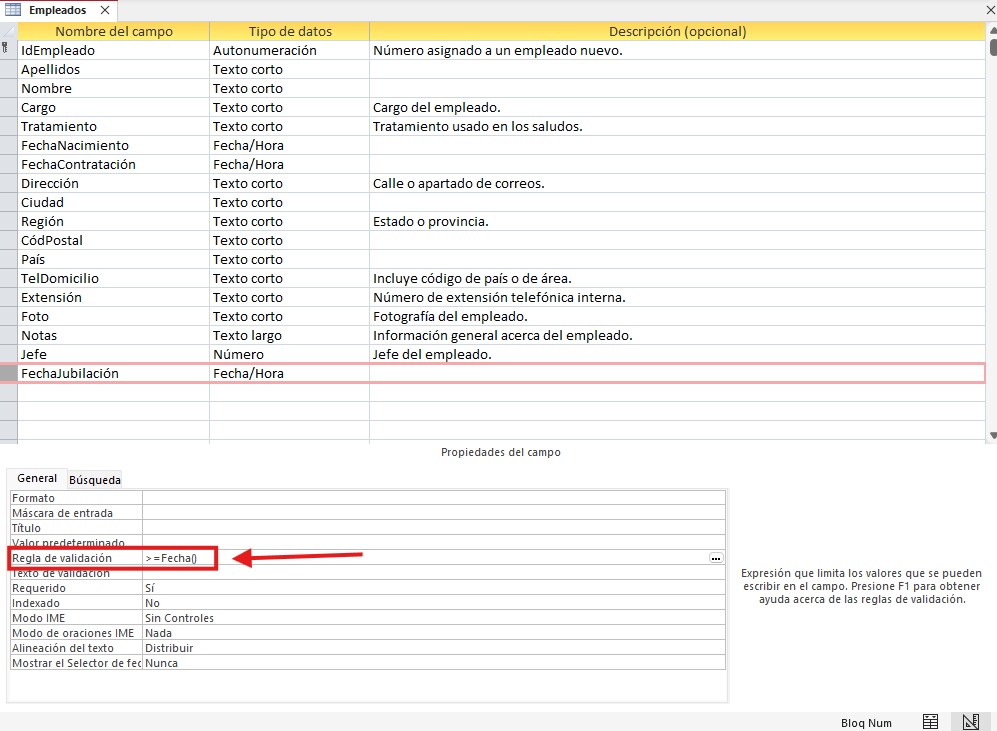 Empleados
Nombre del campo Tipo de datos Descripción (opcional)
IdEmpleado Autonumeración Número asignado a un empleado nuevo.
Apellidos Texto corto
Nombre Texto corto
Cargo Texto corto Cargo del empleado.
Tratamiento Texto corto Tratamiento usado en los saludos.
FechaNacimiento Fecha/Hora
FechaContratación Fecha/Hora
Dirección Texto corto Calle o apartado de correos.
Ciudad Texto corto
Región Texto corto Estado o provincia.
CódPostal Texto corto
País Texto corto
TelDomicilio Texto corto Incluye código de país o de área.
Extensión Texto corto Número de extensión telefónica interna.
Foto Texto corto Fotografía del empleado.
Notas Texto largo Información general acerca del empleado.
Jefe Número Jefe del empleado.
FechaJubilación Fecha/Hora
Propiedades del campo
General Búsqueda
Formato
Máscara de entrada
Título
Valor predeterminado
Regla de validación >=Fecha()
Texto de validación
Requerido Sí
Indexado No
Modo IME Sin Controles
Modo de oraciones IME Nada
Alineación del texto Distribuir
Mostrar el Selector de fec Nunca
Expresión que limita los valores que se pueden
escribir en el campo. Presione F1 para obtener
ayuda acerca de las reglas de validación.
Bloq Num